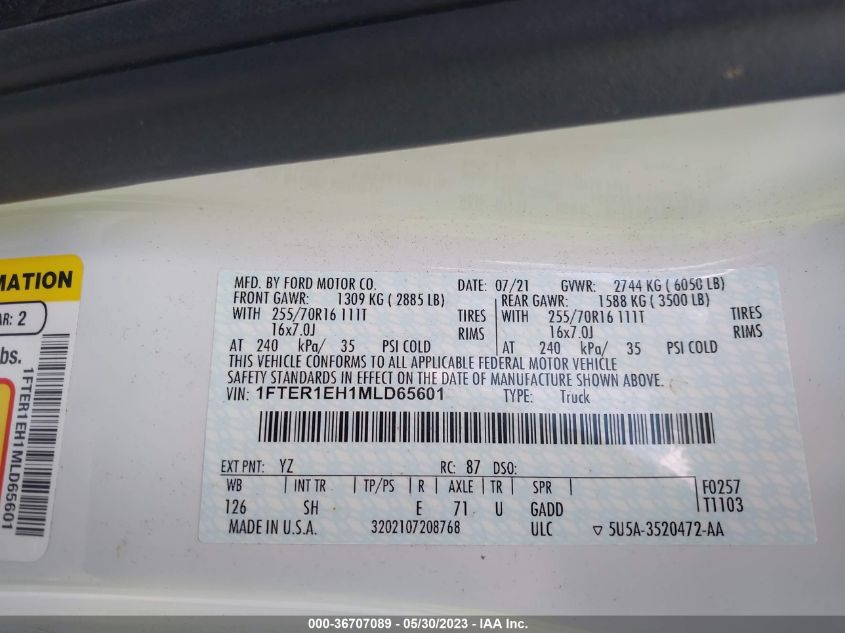 MFD. BY FORD MOTOR CO. DATE: 07/21 GVWR: 2744 KG ( 6050 LB)
FRONT GAWR: 1309 KG ( 2885 LB) REAR GAWR: 1588 KG ( 3500 LB)
WITH 255/70R16 111T TIRES WITH 255/70R16 111T TIRES
16x7.0J RIMS 16x7.0J RIMS
AT 240 kPa/ 35 PSI COLD AT 240 kPa/ 35 PSI COLD
THIS VEHICLE CONFORMS TO ALL APPLICABLE FEDERAL MOTOR VEHICLE
SAFETY STANDARDS IN EFFECT ON THE DATE OF MANUFACTURE SHOWN ABOVE.
VIN: 1FTER1EH1MLD65601 TYPE: Truck
EXT PNT: YZ RC: 87 DSO:
WB INT TR TP/PS R AXLE TR SPR F0257
126 SH E 71 U GADD T1103
MADE IN U.S.A. 3202107208768 ULC ▽ 5U5A-3520472-AA
MATION
AR: 2
lbs.
1FTER1EH1MLD65601
000-36707089 - 05/30/2023 - IAA Inc.